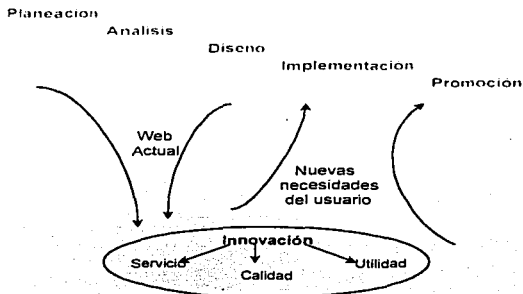 Planeacion
Analisis
Diseno
Implementacion
Promoción
Web
Actual
Nuevas
necesidades
del usuario
Innovación
Servicio
Calidad
Utilidad